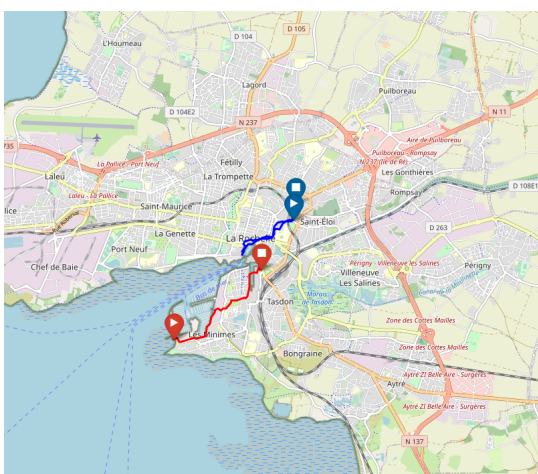 D 105
L'Houmeau
D 104
Lagord
Puilboreau
D 104E2
N 11
N 237
Aire de Puilboreau
735
La Pallice - Port Neuf
Puilboreau - Rompsay
N 237 (Île de Ré)
Laleu
Fétilly
Les Gonthières
La Trompette
D 108E1
Laleu - La Pallice
Rompsay
Saint-Maurice
llice
Saint-Éloi
D 263
La Genette
La Rochelle
Port Neuf
Chef de Baie
Périgny - Villeneuve les Salines
Périgny
Villeneuve
Les Salines
Tasdon
Marais
de Tasdon
Zone des Cottes Mailles
Les Minimes
Zone des Cottes Mailles
Bongraine
Aytré ZI Belle Aire - Surgères
Aytré
Aytré ZI Belle Aire - Surgères
N 137